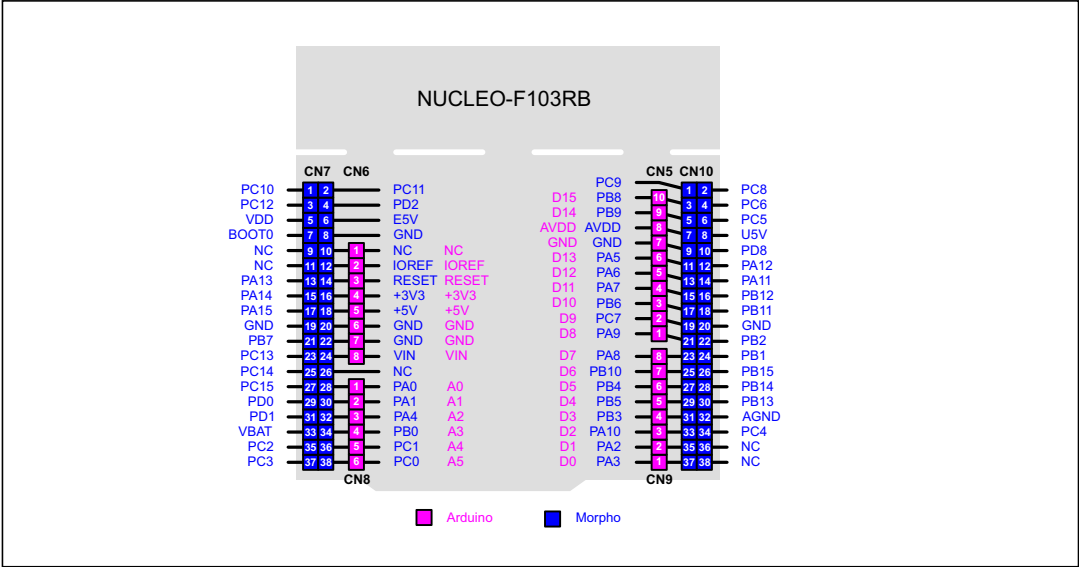 NUCLEO-F103RB
CN7 CN6 CN5 CN10
PC9
PC10 1 2 PC11 1 2 PC8
D15 PB8 10
PC12 3 4 PD2 3 4 PC6
D14 PB9 9
VDD 5 6 E5V 5 6 PC5
AVDD AVDD 8
BOOT0 7 8 GND 7 8 U5V
GND GND 7
NC 9 10 1 NC NC 9 10 PD8
D13 PA5 6
NC 11 12 2 IOREF IOREF 11 12 PA12
D12 PA6 5
PA13 13 14 3 RESET RESET 13 14 PA11
D11 PA7 4
PA14 15 16 4 +3V3 +3V3 15 16 PB12
D10 PB6 3
PA15 17 18 5 +5V +5V 17 18 PB11
D9 PC7 2
GND 19 20 6 GND GND 19 20 GND
D8 PA9 1
PB7 21 22 7 GND GND 21 22 PB2
PC13 23 24 8 VIN VIN D7 PA8 8 23 24 PB1
PC14 25 26 NC D6 PB10 7 25 26 PB15
PC15 27 28 1 PA0 A0 D5 PB4 6 27 28 PB14
PD0 29 30 2 PA1 A1 D4 PB5 5 29 30 PB13
PD1 31 32 3 PA4 A2 D3 PB3 4 31 32 AGND
VBAT 33 34 4 PB0 A3 D2 PA10 3 33 34 PC4
PC2 35 36 5 PC1 A4 D1 PA2 2 35 36 NC
PC3 37 38 6 PC0 A5 D0 PA3 1 37 38 NC
CN8 CN9
Arduino Morpho